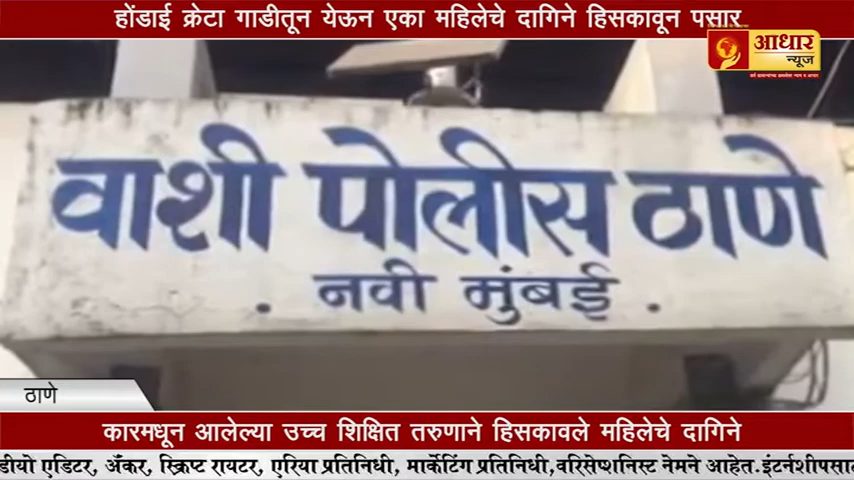 होंडाई क्रेटा गाडीतून येऊन एका महिलेचे दागिने हिसकावून पसार
आधार
न्यूज
वाशी पोलीस ठाणे
. नवी मुंबई .
ठाणे
कारमधून आलेल्या उच्च शिक्षित तरुणाने हिसकावले महिलेचे दागिने
डीयो एडिटर, अँकर, स्क्रिप्ट रायटर, एरिया प्रतिनिधी, मार्केटिंग प्रतिनिधी,वरिसेप्शनिस्ट नेमने आहेत.इंटर्नशीपसाठ